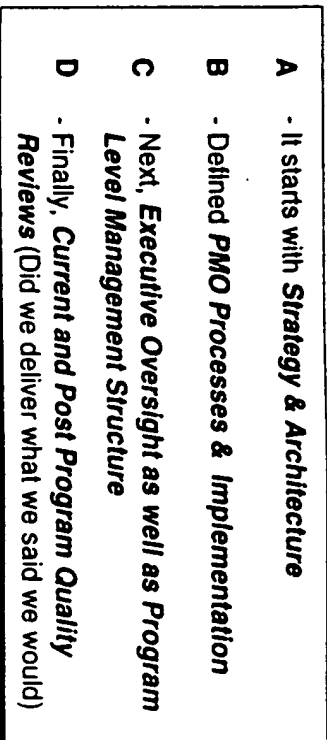 A - It starts with Strategy & Architecture
B - Defined PMO Processes & Implementation
C - Next, Executive Oversight as well as Program
Level Management Structure
D - Finally, Current and Post Program Quality
Reviews (Did we deliver what we said we would)